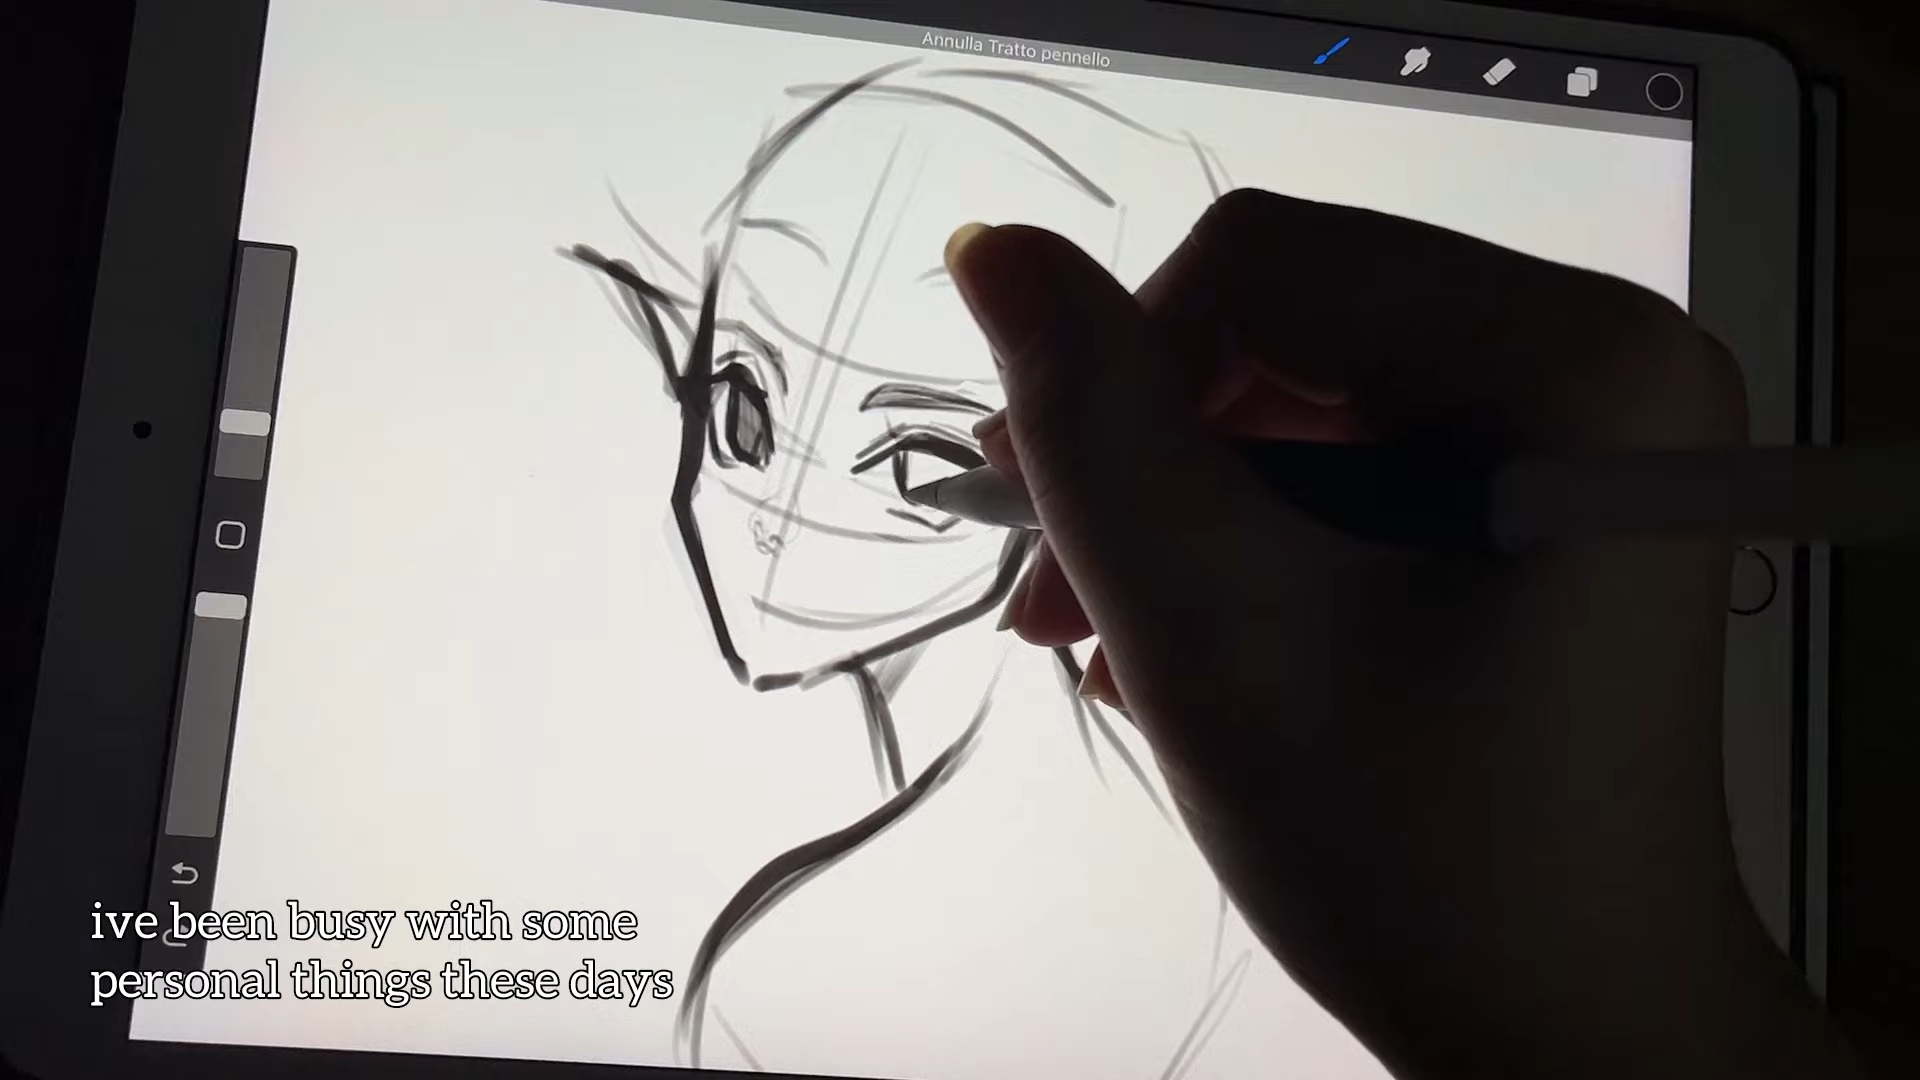 Annulla Tratto pennello
ive been busy with some
personal things these days